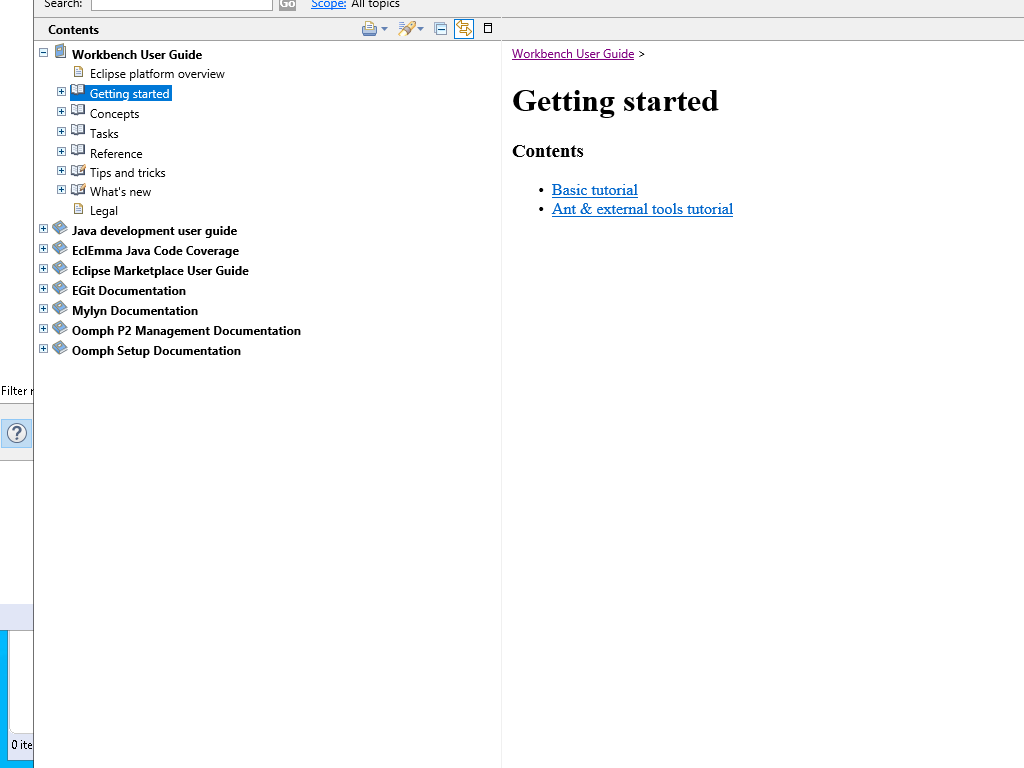 Search: Go Scope: All topics
Contents
Workbench User Guide
Eclipse platform overview
Getting started
Concepts
Tasks
Reference
Tips and tricks
What's new
Legal
Java development user guide
EclEmma Java Code Coverage
Eclipse Marketplace User Guide
EGit Documentation
Mylyn Documentation
Oomph P2 Management Documentation
Oomph Setup Documentation
Workbench User Guide >
Getting started
Contents
• Basic tutorial
• Ant & external tools tutorial
Filter
?
0 ite